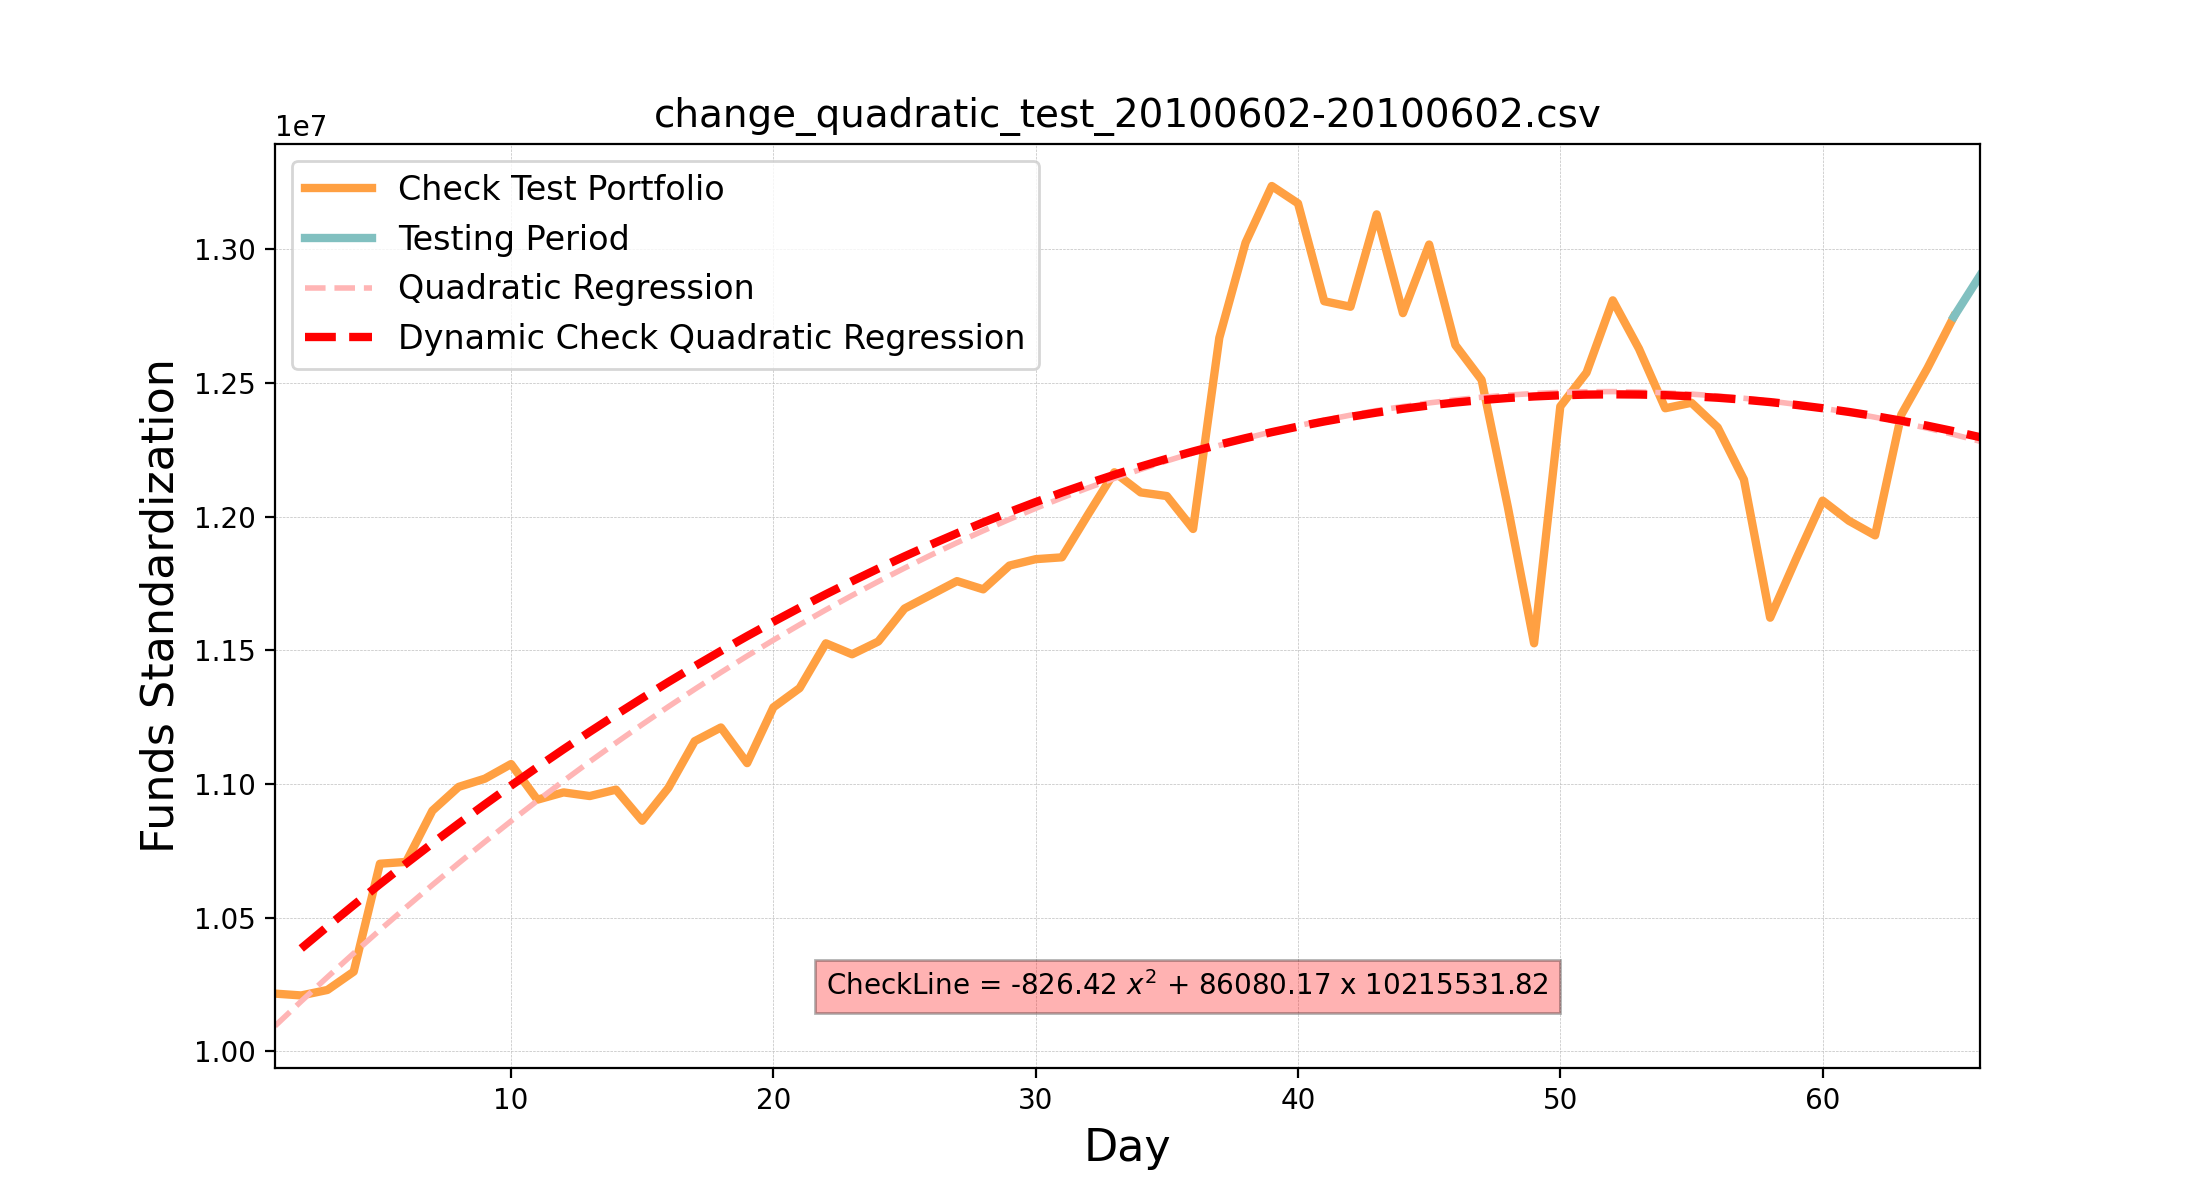 change_quadratic_test_20100602-20100602.csv
1e7
Check Test Portfolio
Testing Period
Quadratic Regression
Dynamic Check Quadratic Regression
1.30
1.25
1.20
1.15
1.10
1.05
1.00
Funds Standardization
CheckLine = -826.42 x² + 86080.17 x 10215531.82
10 20 30 40 50 60
Day